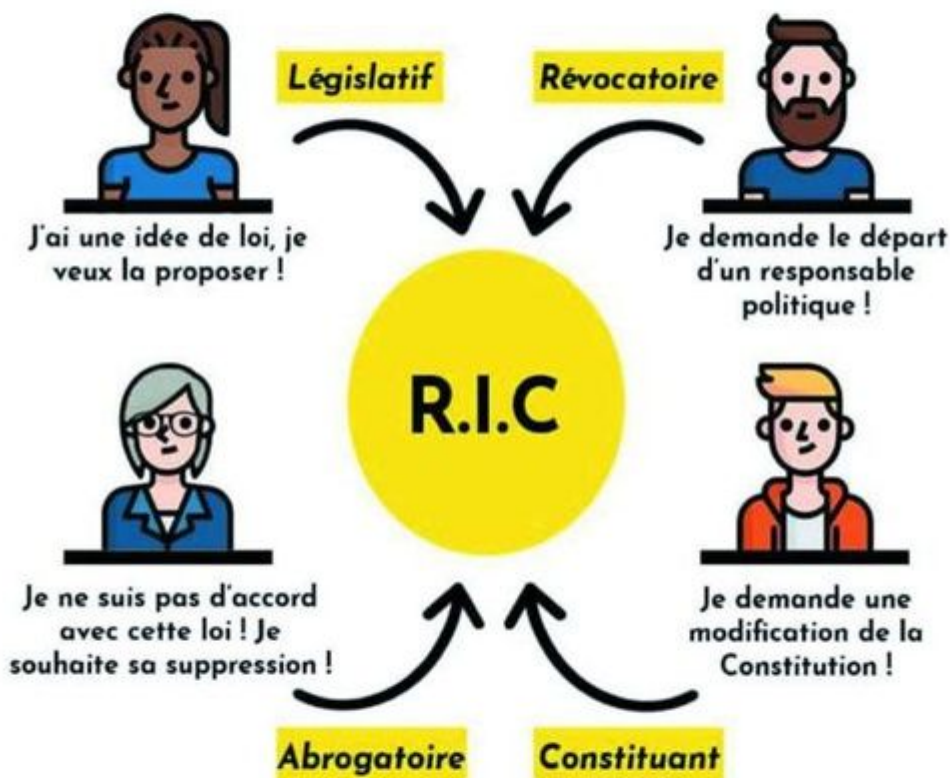 Législatif
Révocatoire
J'ai une idée de loi, je
veux la proposer !
Je demande le départ
d'un responsable
politique !
R.I.C
Je ne suis pas d'accord
avec cette loi ! Je
souhaite sa suppression !
Je demande une
modification de la
Constitution !
Abrogatoire
Constituant